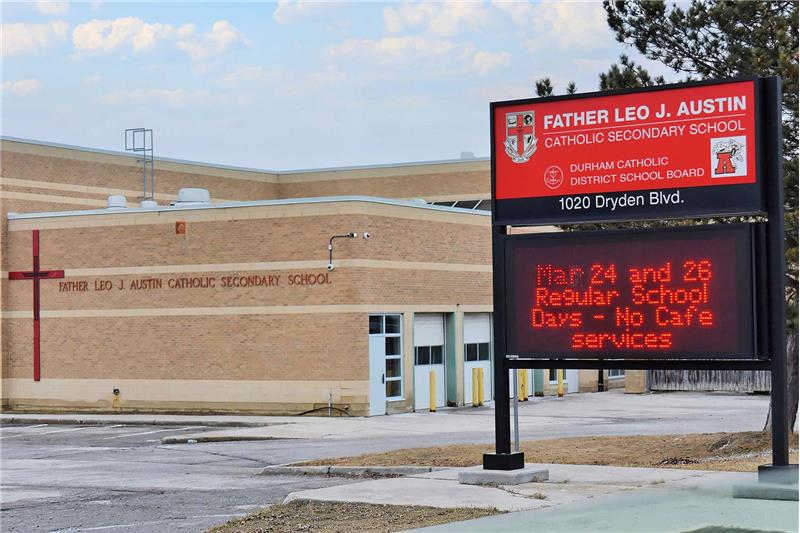 FATHER LEO J. AUSTIN
CATHOLIC SECONDARY SCHOOL
DURHAM CATHOLIC
DISTRICT SCHOOL BOARD
A
1020 Dryden Blvd.
Mar 24 and 26
Regular School
Days - No Cafe
services
FATHER LEO J. AUSTIN CATHOLIC SECONDARY SCHOOL